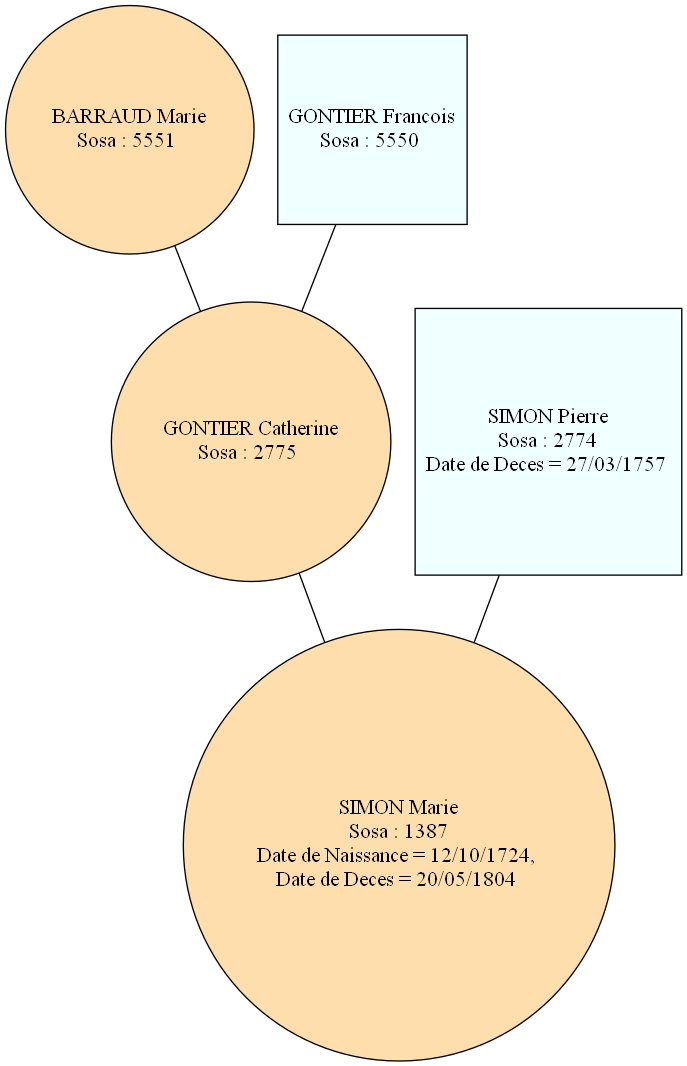 BARRAUD Marie
Sosa : 5551
GONTIER Francois
Sosa : 5550
GONTIER Catherine
Sosa : 2775
SIMON Pierre
Sosa : 2774
Date de Deces = 27/03/1757
SIMON Marie
Sosa : 1387
Date de Naissance = 12/10/1724,
Date de Deces = 20/05/1804